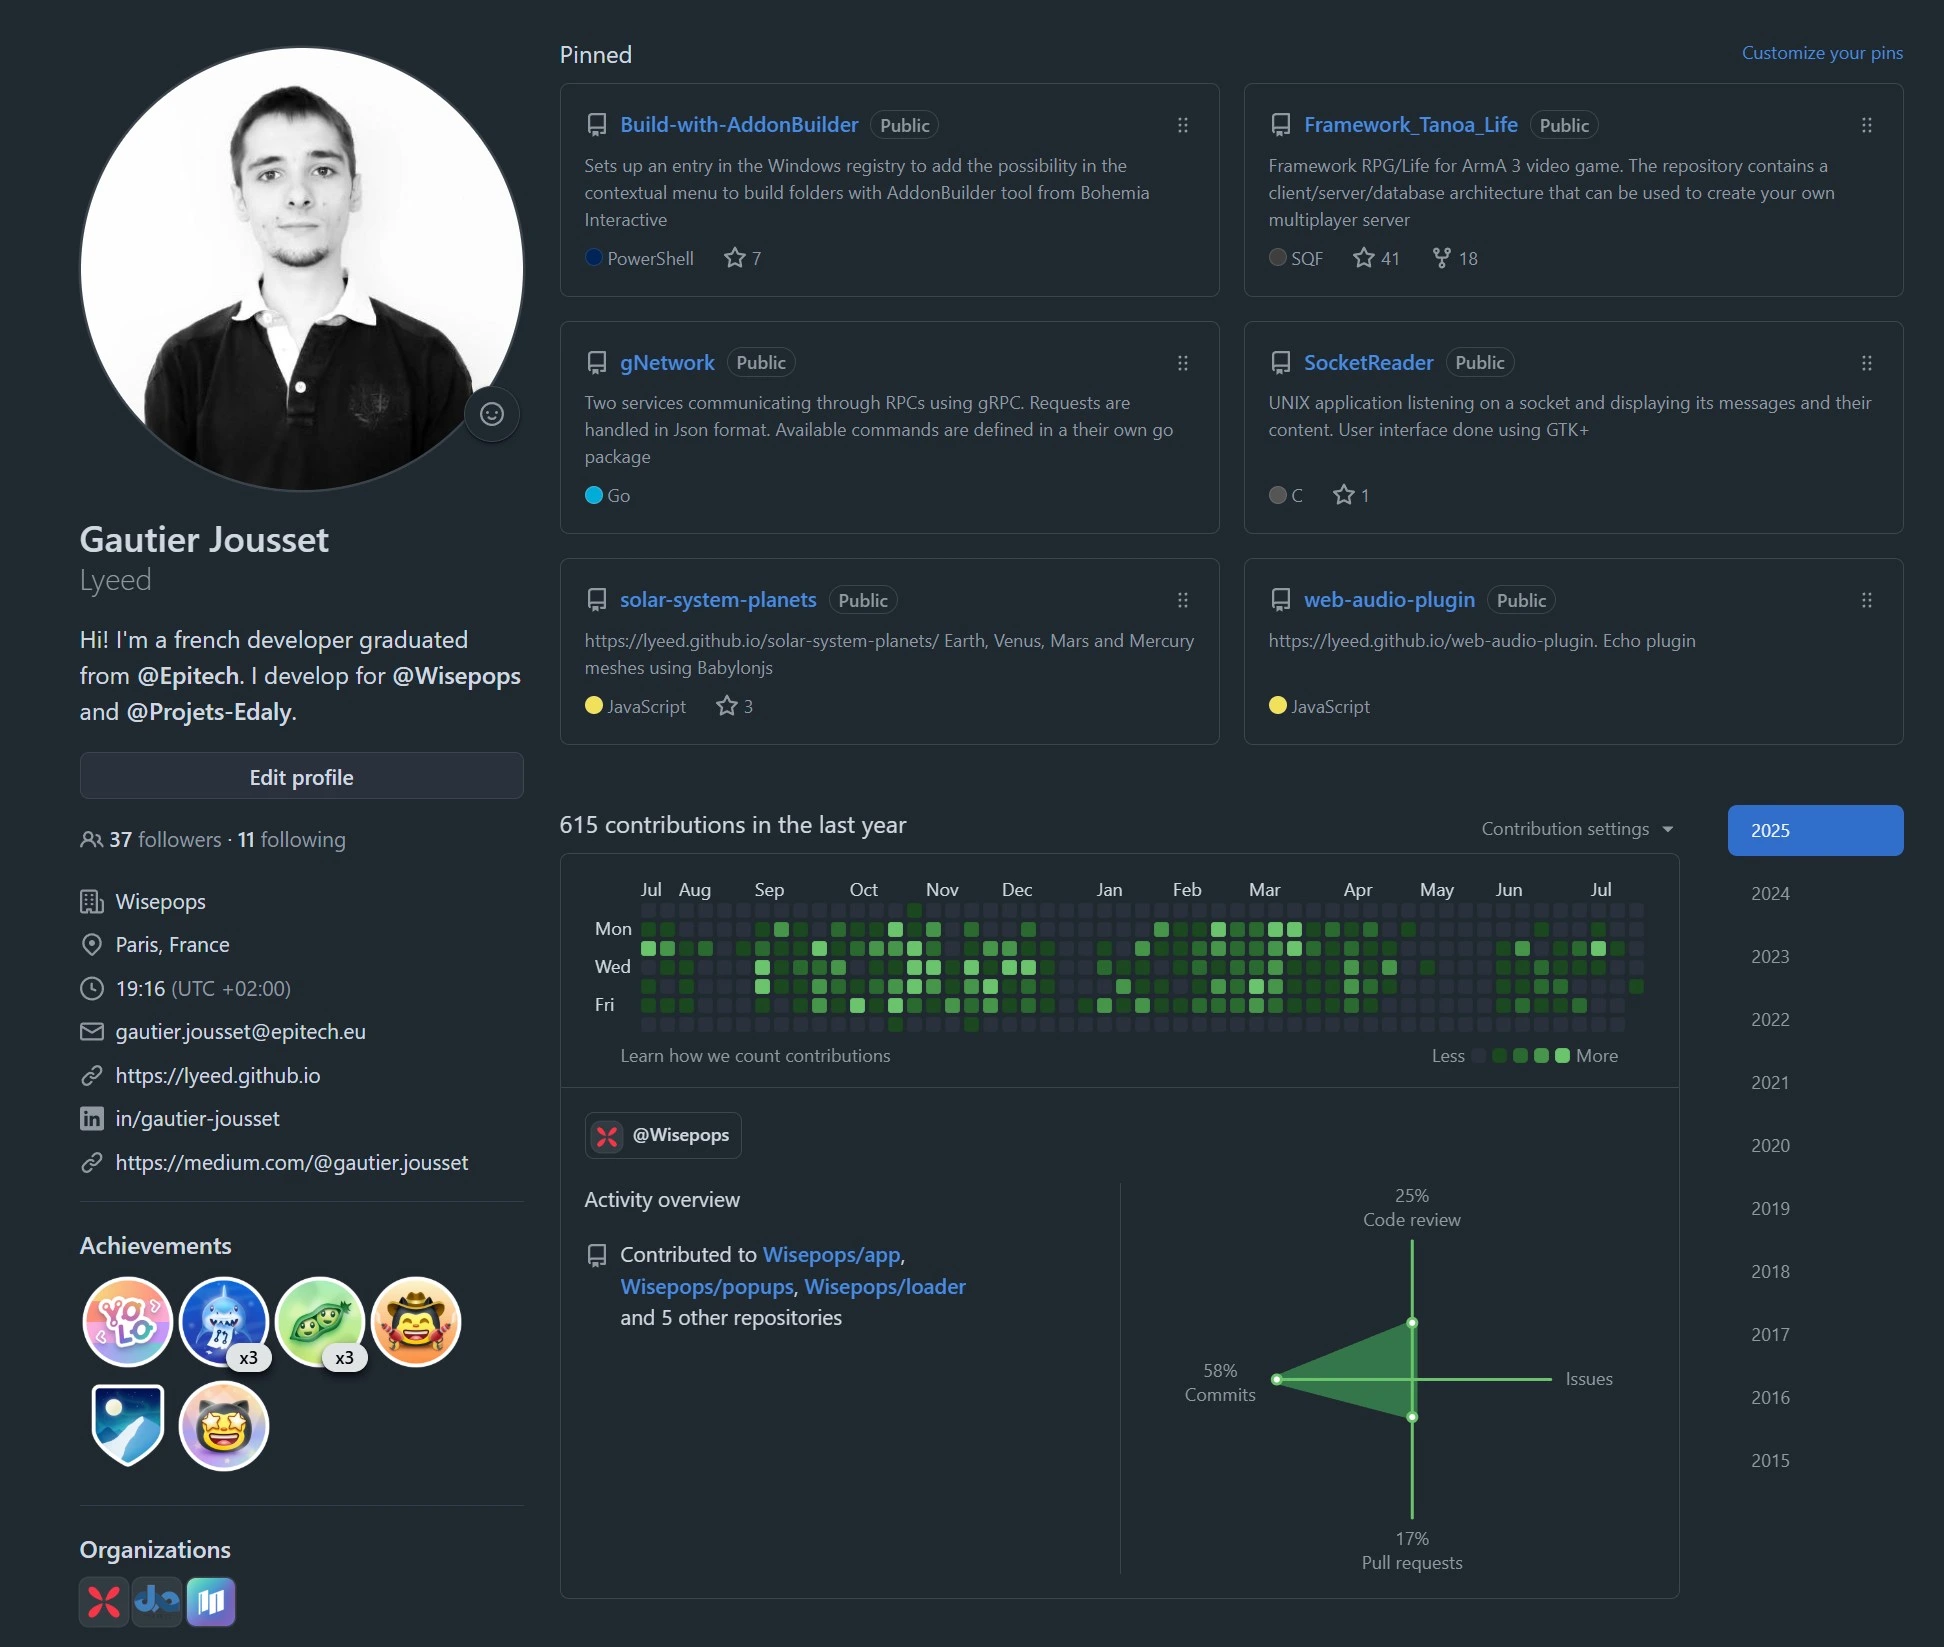 Gautier Jousset
Lyeed
Hi! I'm a french developer graduated
from @Epitech. I develop for @Wisepops
and @Projets-Edaly.
Edit profile
37 followers · 11 following
Wisepops
Paris, France
19:16 (UTC +02:00)
gautier.jousset@epitech.eu
https://lyeed.github.io
in/gautier-jousset
https://medium.com/@gautier.jousset
Achievements
YOLO
x3
x3
Organizations
Pinned
Customize your pins
Build-with-AddonBuilder Public
Sets up an entry in the Windows registry to add the possibility in the
contextual menu to build folders with AddonBuilder tool from Bohemia
Interactive
PowerShell 7
Framework_Tanoa_Life Public
Framework RPG/Life for ArmA 3 video game. The repository contains a
client/server/database architecture that can be used to create your own
multiplayer server
SQF 41 18
gNetwork Public
Two services communicating through RPCs using gRPC. Requests are
handled in Json format. Available commands are defined in a their own go
package
Go
SocketReader Public
UNIX application listening on a socket and displaying its messages and their
content. User interface done using GTK+
C 1
solar-system-planets Public
https://lyeed.github.io/solar-system-planets/ Earth, Venus, Mars and Mercury
meshes using Babylonjs
JavaScript 3
web-audio-plugin Public
https://lyeed.github.io/web-audio-plugin. Echo plugin
JavaScript
615 contributions in the last year
Contribution settings
Jul Aug Sep Oct Nov Dec Jan Feb Mar Apr May Jun Jul
Mon
Wed
Fri
Learn how we count contributions
Less More
@Wisepops
Activity overview
Contributed to Wisepops/app,
Wisepops/popups, Wisepops/loader
and 5 other repositories
25%
Code review
58%
Commits
Issues
17%
Pull requests
2025
2024
2023
2022
2021
2020
2019
2018
2017
2016
2015